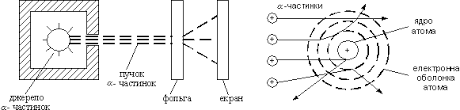 джерело
α- частинок
пучок
α- частинок
фольга
екран
α-частинки
ядро
атома
електронна
оболонка
атома